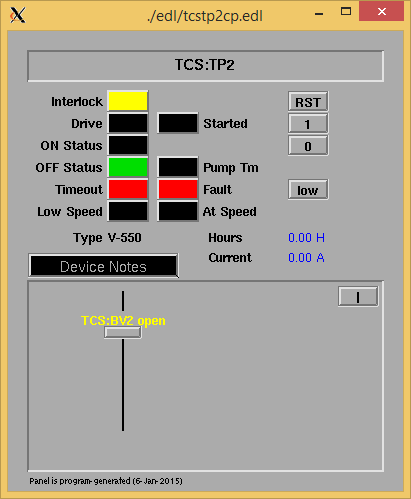 ./edl/tcstp2cp.edl
TCS:TP2
Interlock RST
Drive Started 1
ON Status 0
OFF Status Pump Tm
Timeout Fault low
Low Speed At Speed
Type V-550 Hours 0.00 H
Current 0.00 A
Device Notes
I
TCS:BV2 open
Panel is program-generated (6-Jan-2015)